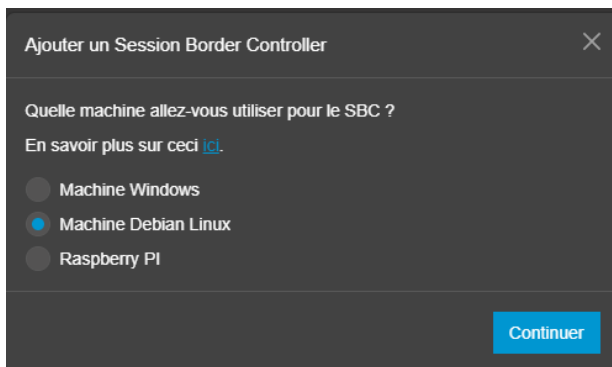 Ajouter un Session Border Controller
Quelle machine allez-vous utiliser pour le SBC ?
En savoir plus sur ceci ici.
Machine Windows
Machine Debian Linux
Raspberry PI
Continuer